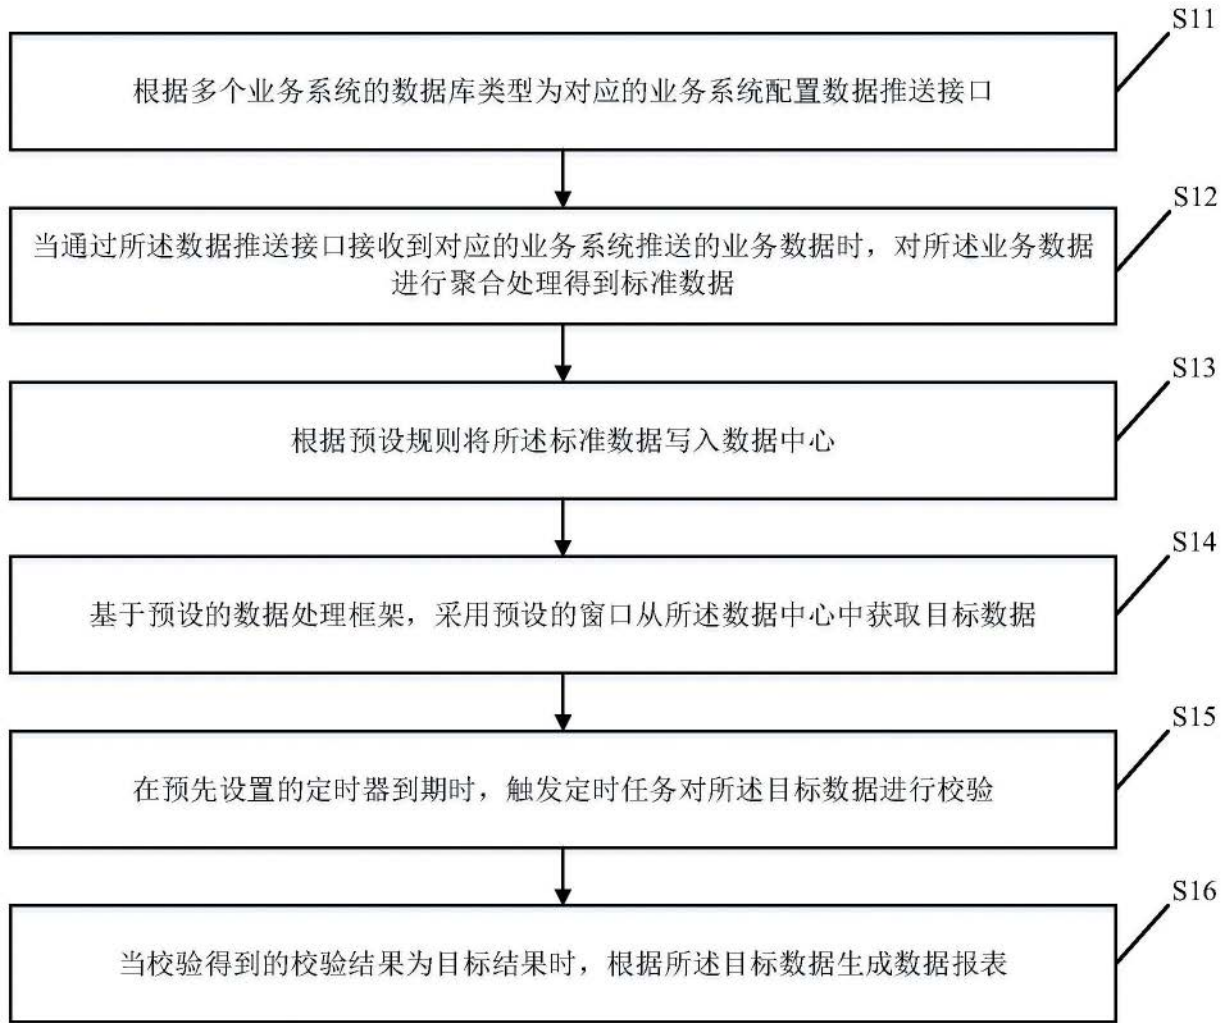 S11
根据多个业务系统的数据库类型为对应的业务系统配置数据推送接口
S12
当通过所述数据推送接口接收到对应的业务系统推送的业务数据时，对所述业务数据
进行聚合处理得到标准数据
S13
根据预设规则将所述标准数据写入数据中心
S14
基于预设的数据处理框架，采用预设的窗口从所述数据中心中获取目标数据
S15
在预先设置的定时器到期时，触发定时任务对所述目标数据进行校验
S16
当校验得到的校验结果为目标结果时，根据所述目标数据生成数据报表